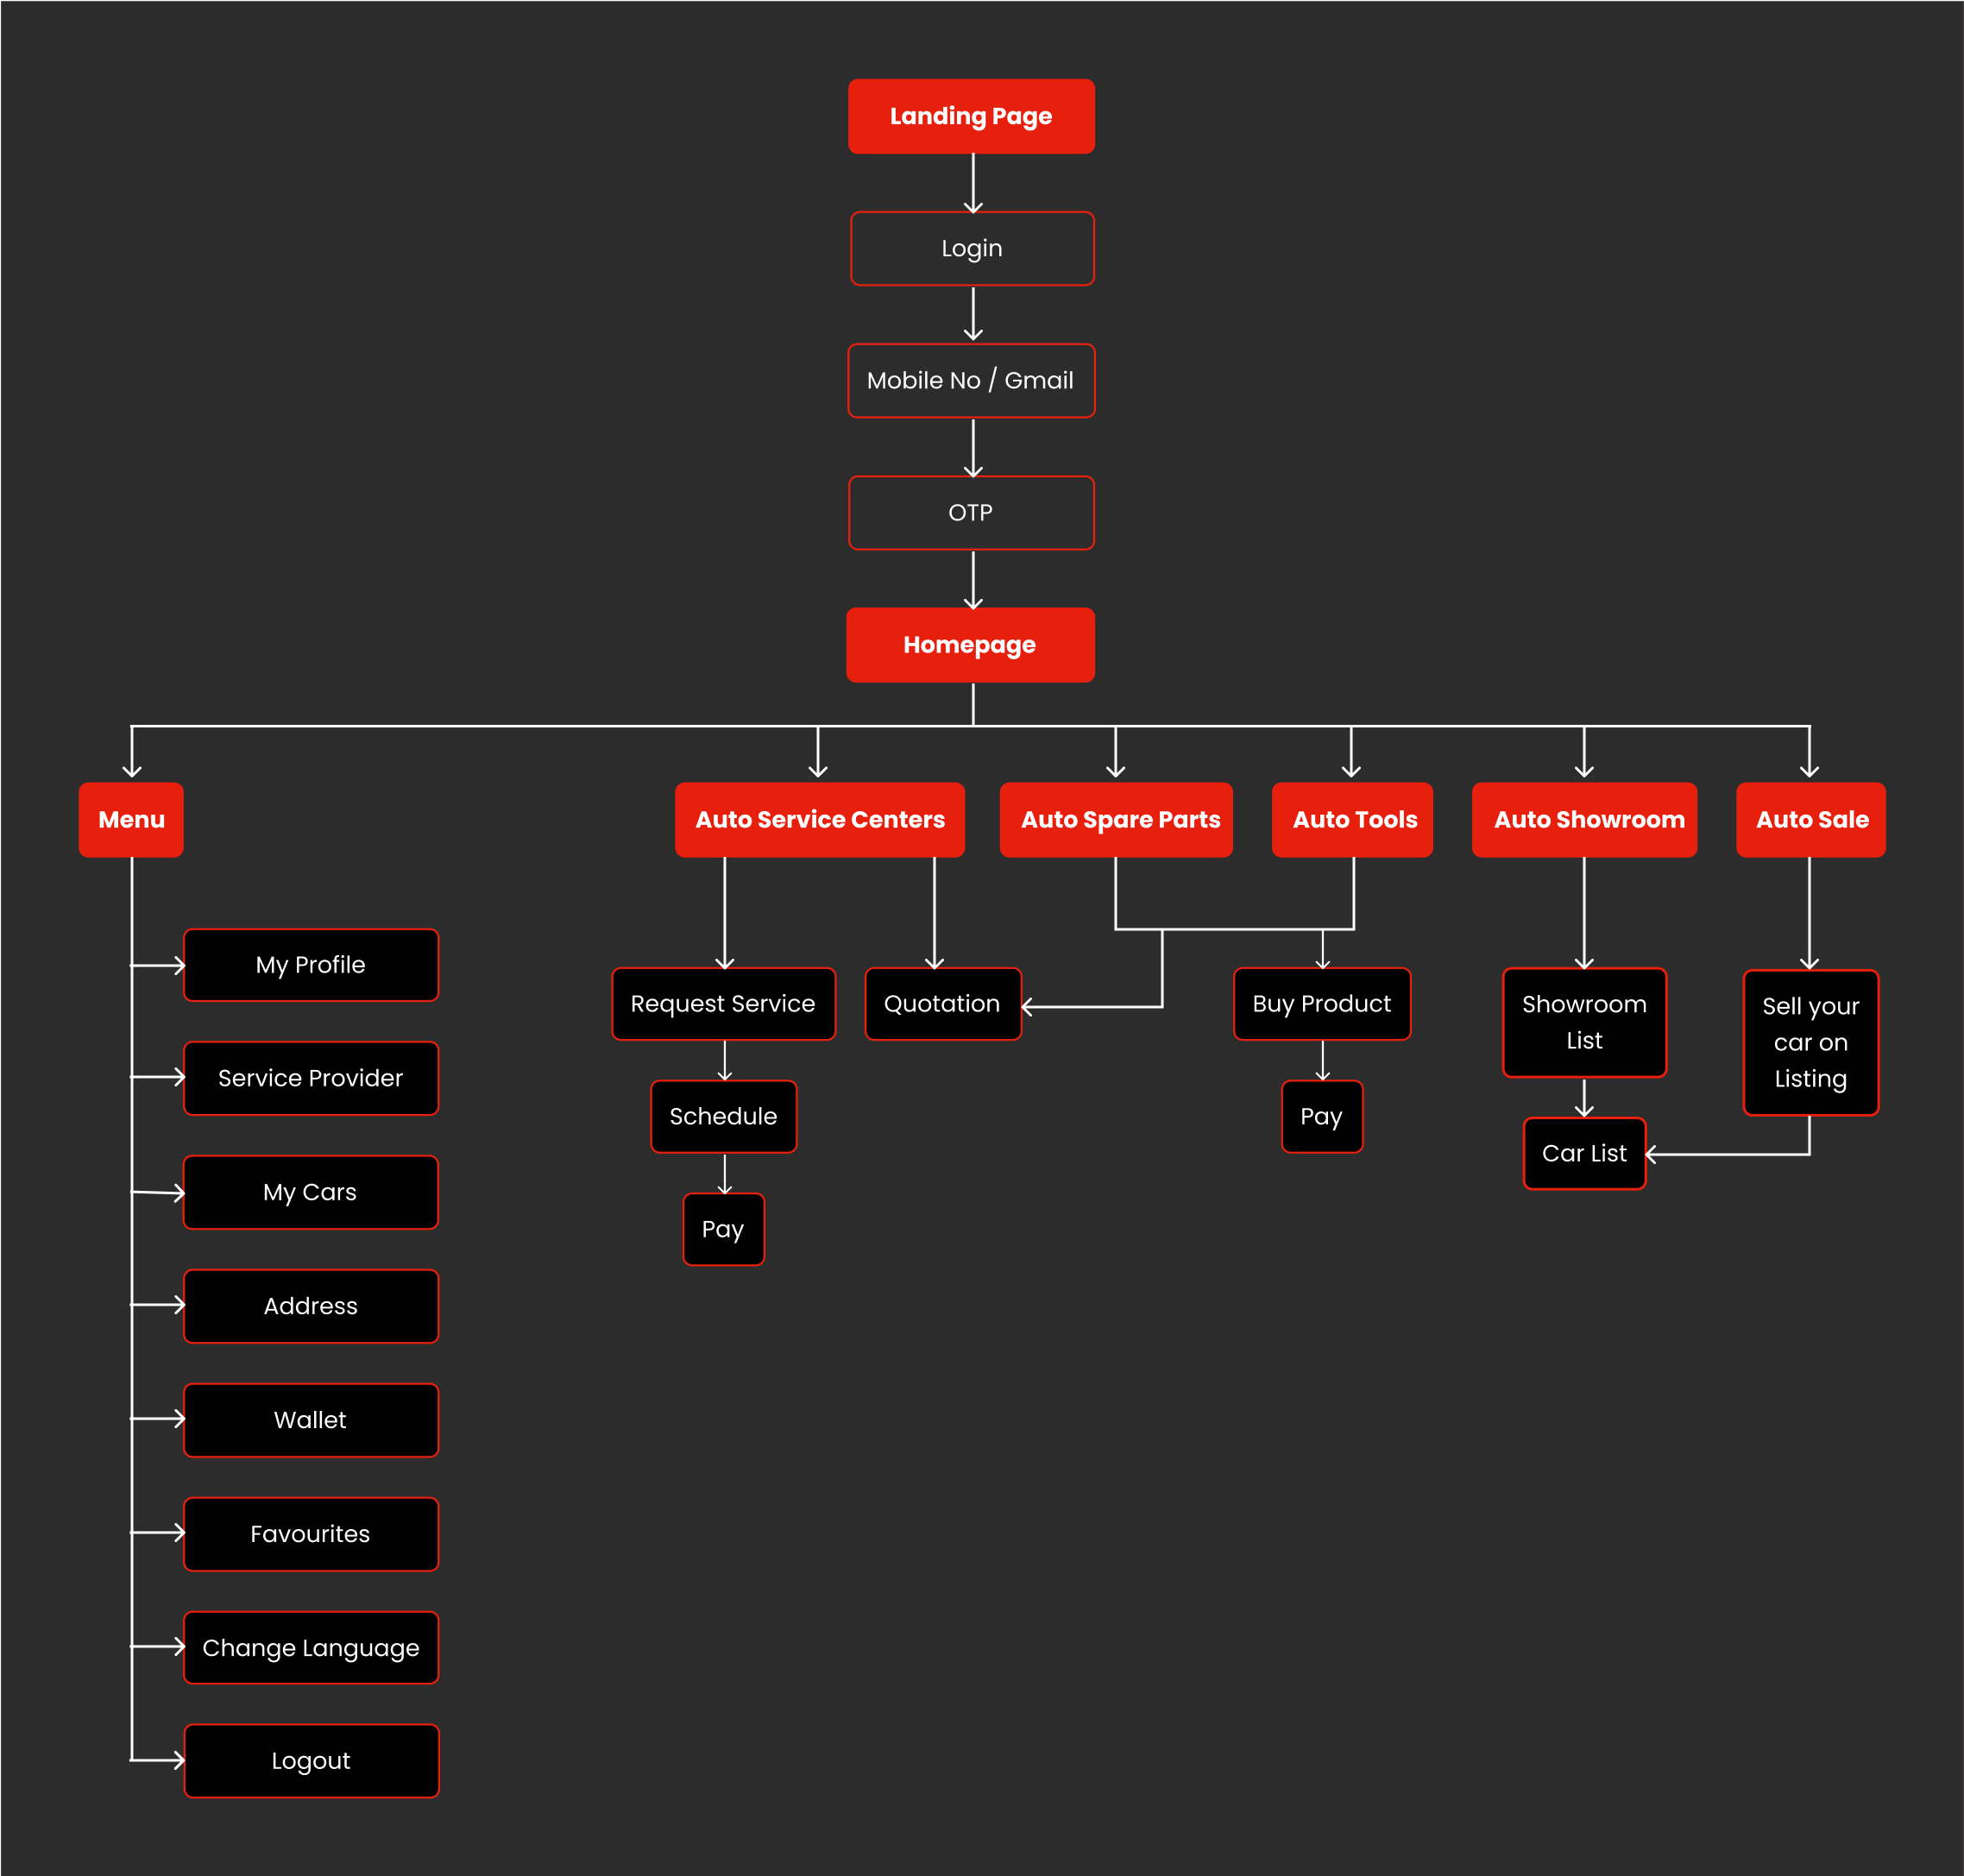 Landing Page
Login
Mobile No / Gmail
OTP
Homepage
Menu
Auto Service Centers
Auto Spare Parts
Auto Tools
Auto Showroom
Auto Sale
My Profile
Service Provider
My Cars
Address
Wallet
Favourites
Change Language
Logout
Request Service
Schedule
Pay
Quotation
Buy Product
Pay
Showroom
List
Car List
Sell your
car on
Listing